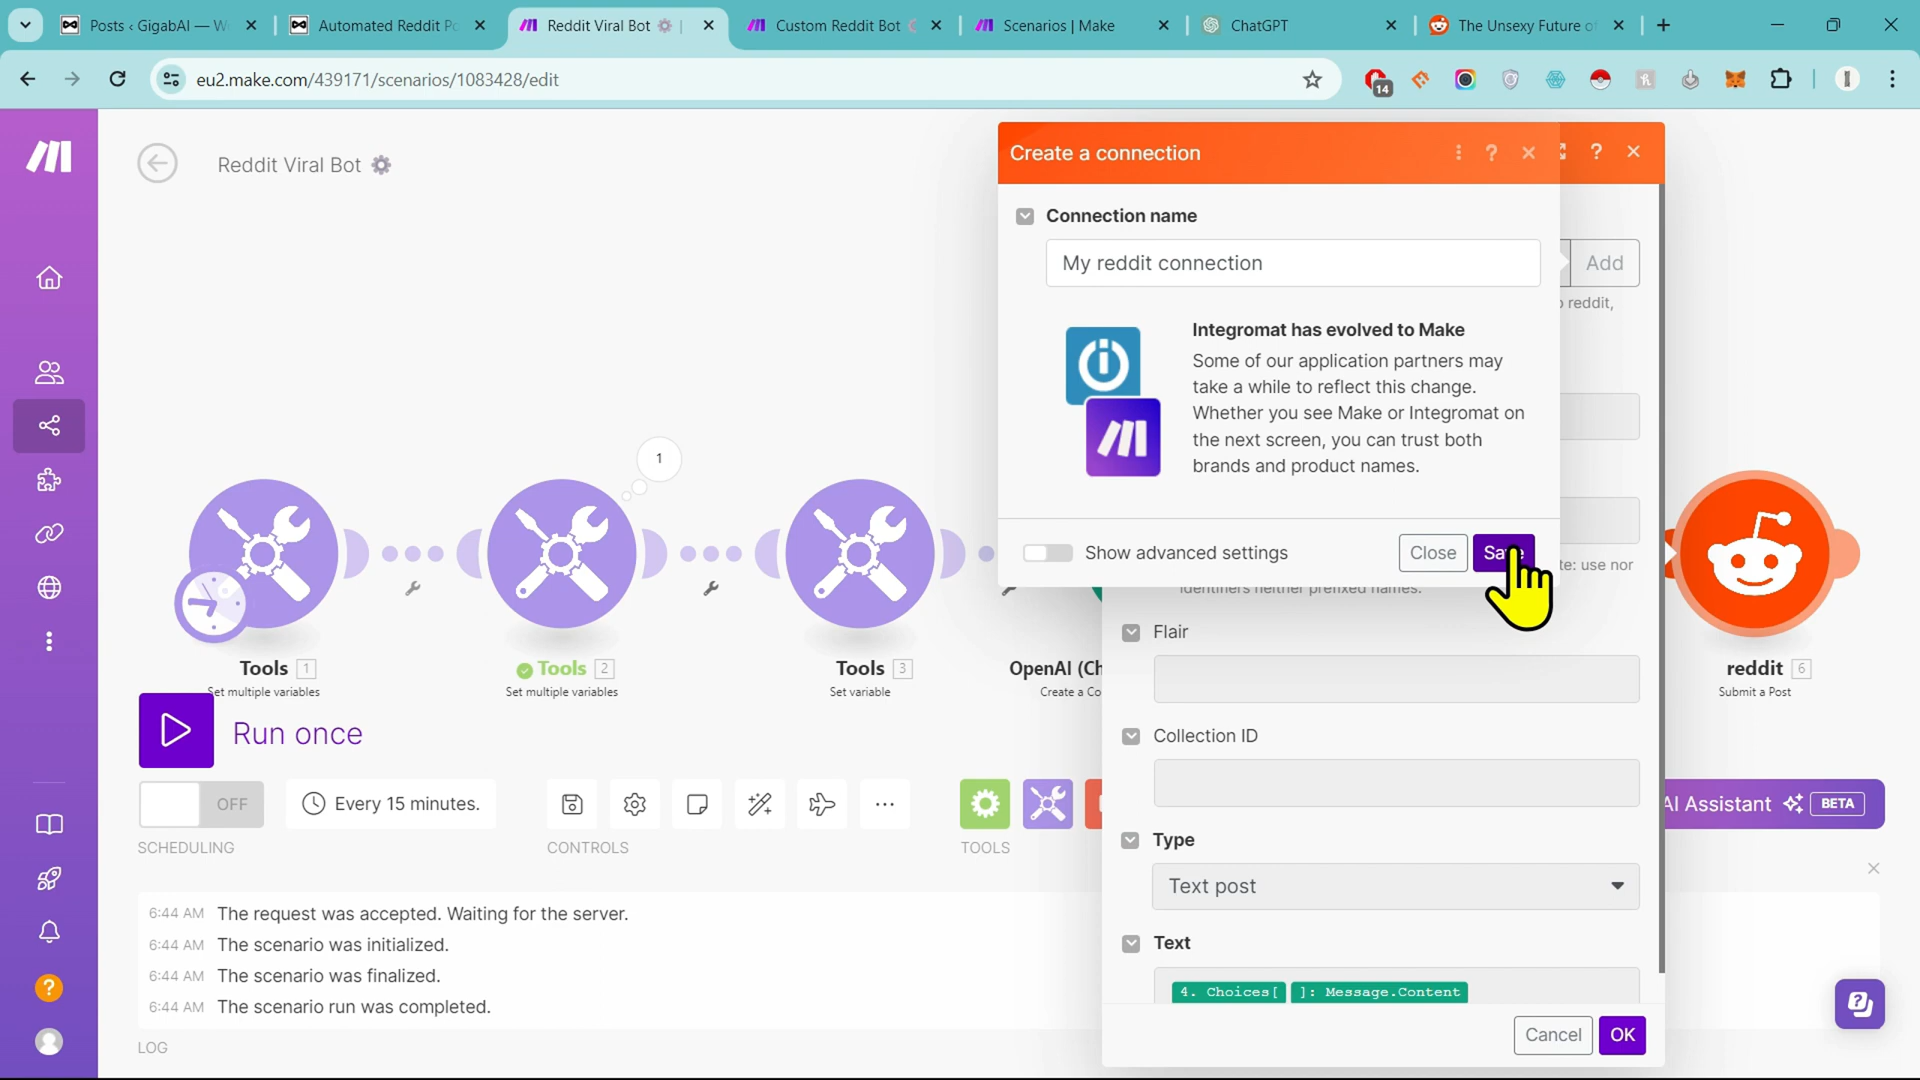 Posts ‹ GigabAI — W
Automated Reddit Po
Reddit Viral Bot
Custom Reddit Bot
Scenarios | Make
ChatGPT
The Unsexy Future of
eu2.make.com/439171/scenarios/1083428/edit
14
Reddit Viral Bot
Create a connection
Connection name
My reddit connection
Add
reddit,
Integromat has evolved to Make
Some of our application partners may
take a while to reflect this change.
Whether you see Make or Integromat on
the next screen, you can trust both
brands and product names.
Show advanced settings
Close
Save
te: use nor
identifiers neither prefixed names.
Flair
Collection ID
Type
Text post
Text
4. Choices[ ]: Message.Content
Cancel
OK
1
Tools 1
Set multiple variables
Tools 2
Set multiple variables
Tools 3
Set variable
OpenAI (Ch
Create a Co
reddit 6
Submit a Post
Run once
OFF
Every 15 minutes.
SCHEDULING
CONTROLS
TOOLS
AI Assistant
BETA
6:44 AM The request was accepted. Waiting for the server.
6:44 AM The scenario was initialized.
6:44 AM The scenario was finalized.
6:44 AM The scenario run was completed.
LOG